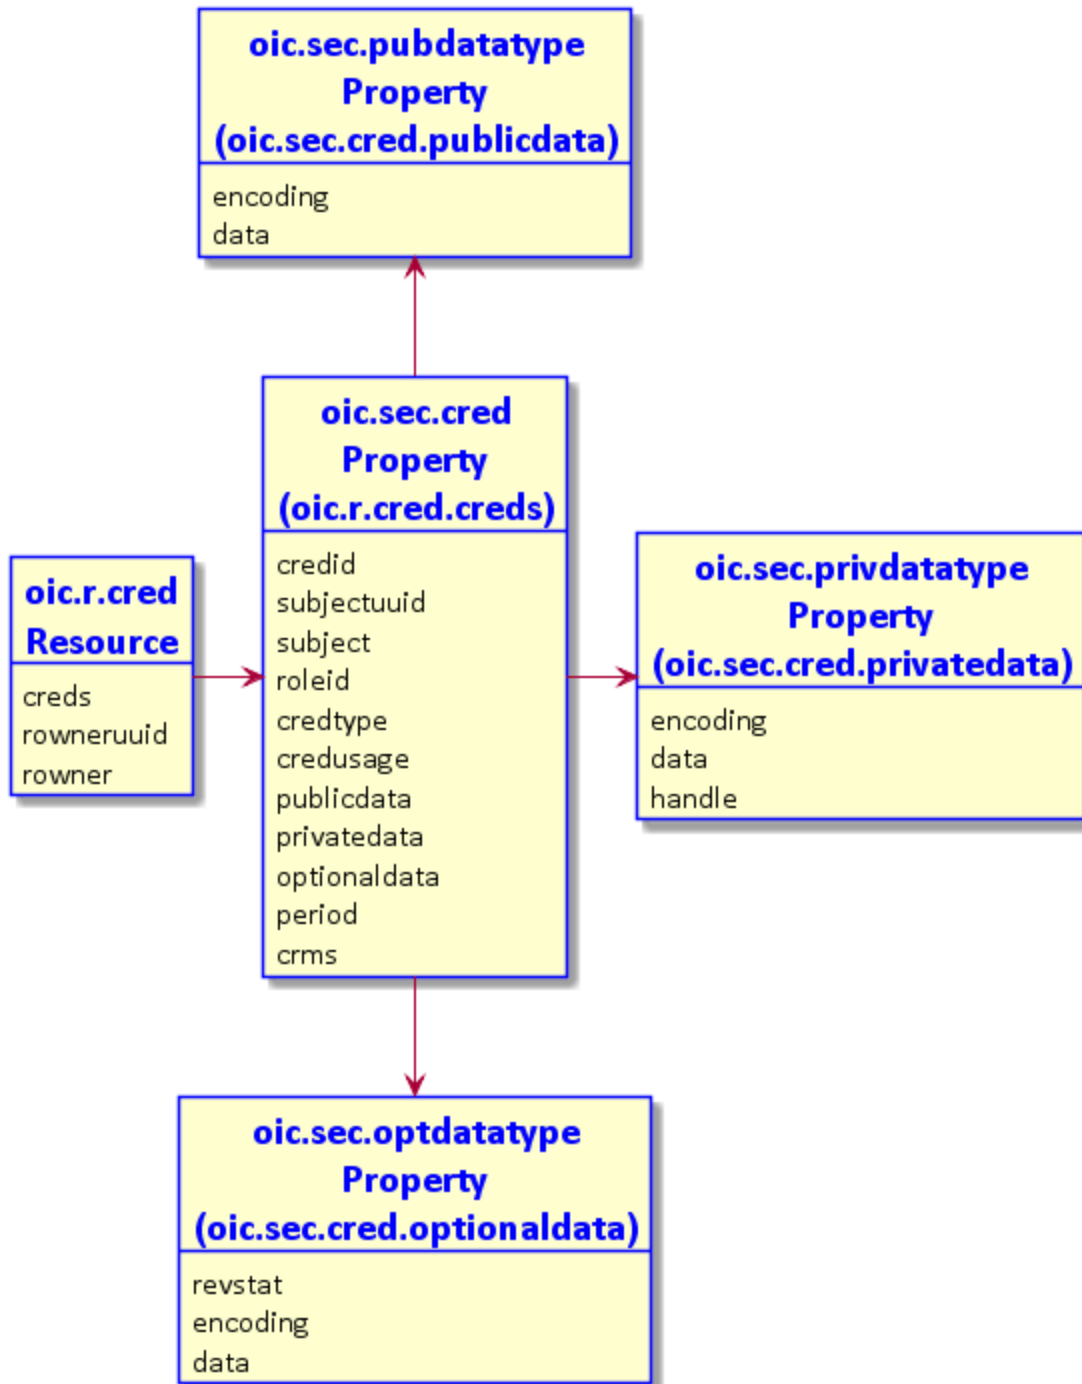 oic.sec.pubdatatype
Property
(oic.sec.cred.publicdata)
encoding
data
oic.sec.cred
Property
(oic.r.cred.creds)
credid
subjectuuid
subject
roleid
credtype
credusage
publicdata
privatedata
optionaldata
period
crms
oic.r.cred
Resource
creds
rowneruuid
rowner
oic.sec.privdatatype
Property
(oic.sec.cred.privatedata)
encoding
data
handle
oic.sec.optdatatype
Property
(oic.sec.cred.optionaldata)
revstat
encoding
data